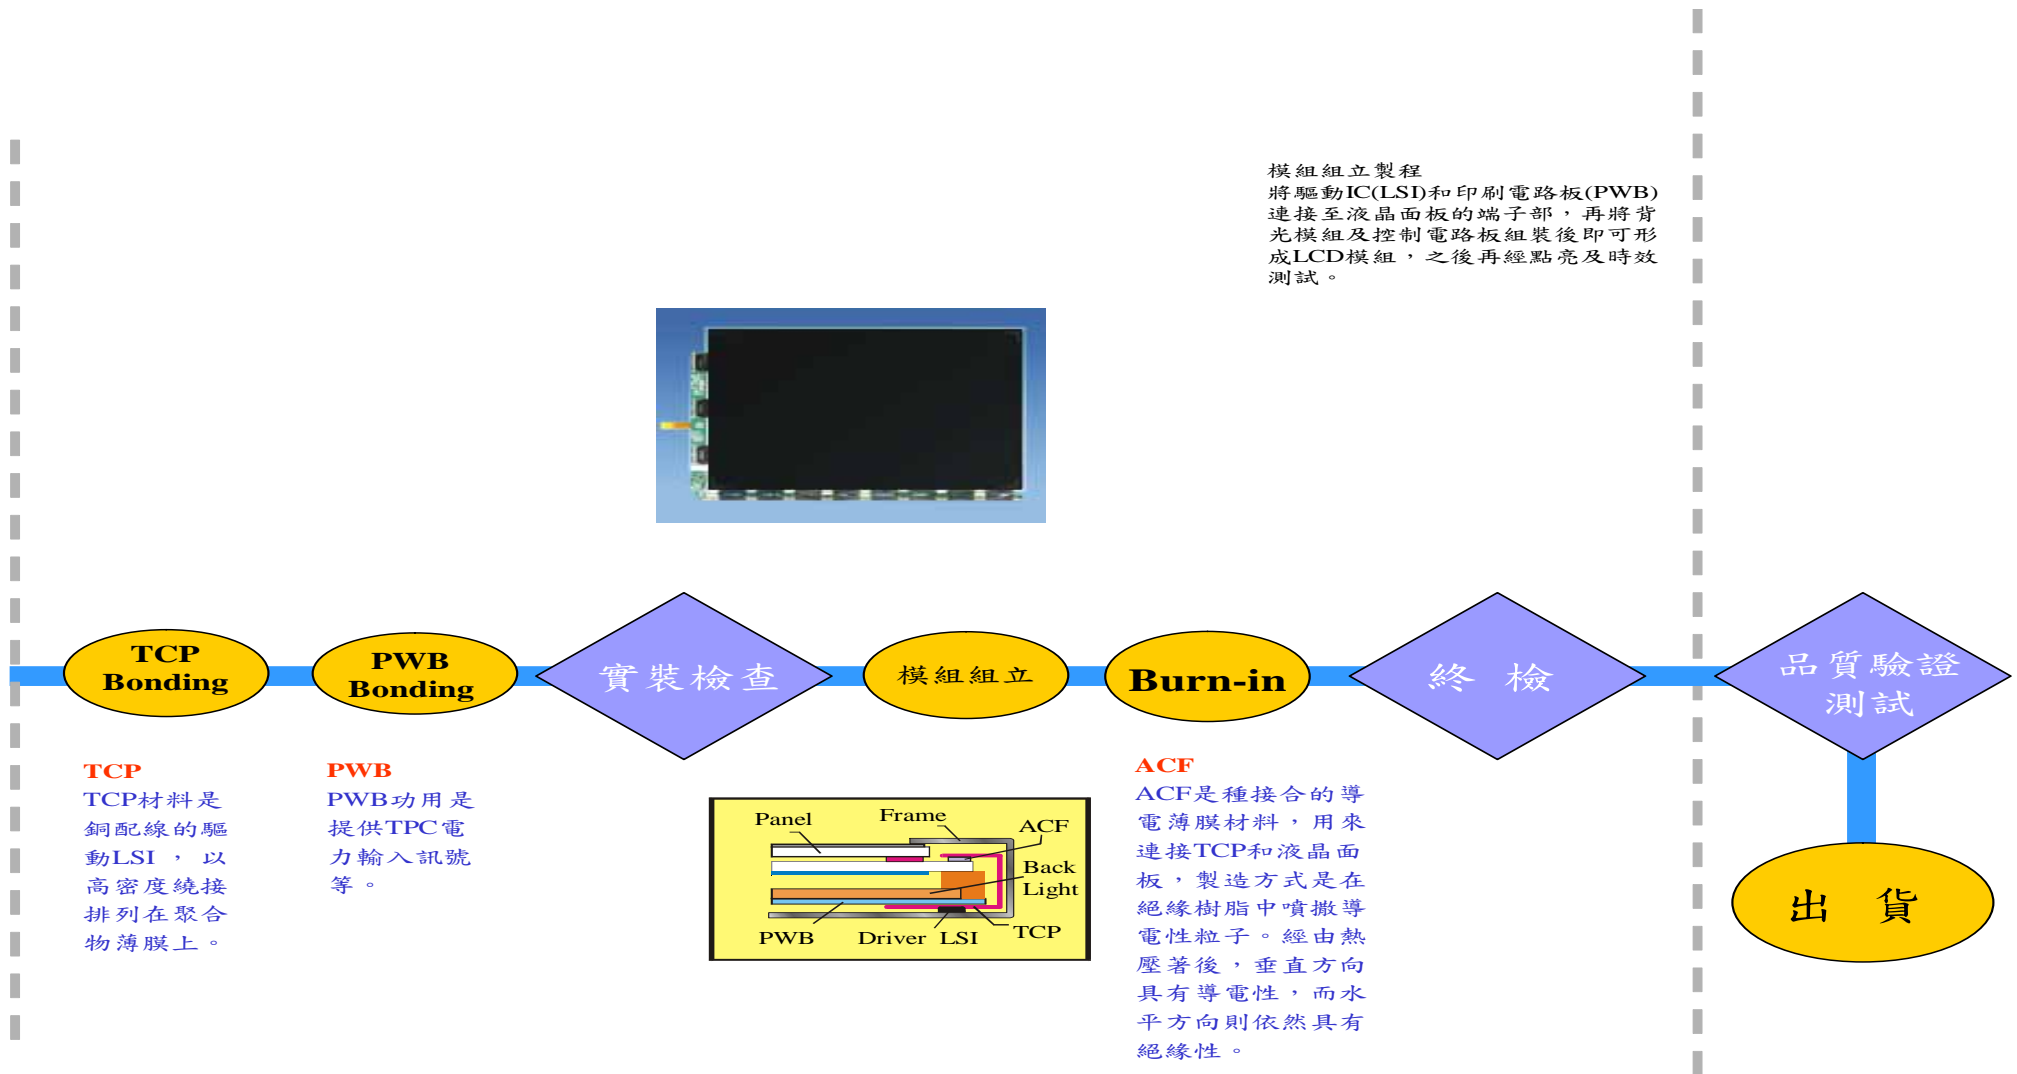 模組組立製程
將驅動IC(LSI)和印刷電路板(PWB)
連接至液晶面板的端子部，再將背
光模組及控制電路板組裝後即可形
成LCD模組，之後再經點亮及時效
測試。
TCP
Bonding
PWB
Bonding
實裝檢查
模組組立
Burn-in
終 檢
品質驗證
測試
出 貨
TCP
TCP材料是
銅配線的驅
動LSI ， 以
高密度繞接
排列在聚合
物薄膜上。
PWB
PWB功用是
提供TPC電
力輸入訊號
等。
Panel
Frame
ACF
Back
Light
PWB
Driver LSI
TCP
ACF
ACF是種接合的導
電薄膜材料，用來
連接TCP和液晶面
板，製造方式是在
絕緣樹脂中噴撒導
電性粒子。經由熱
壓著後，垂直方向
具有導電性，而水
平方向則依然具有
絕緣性。